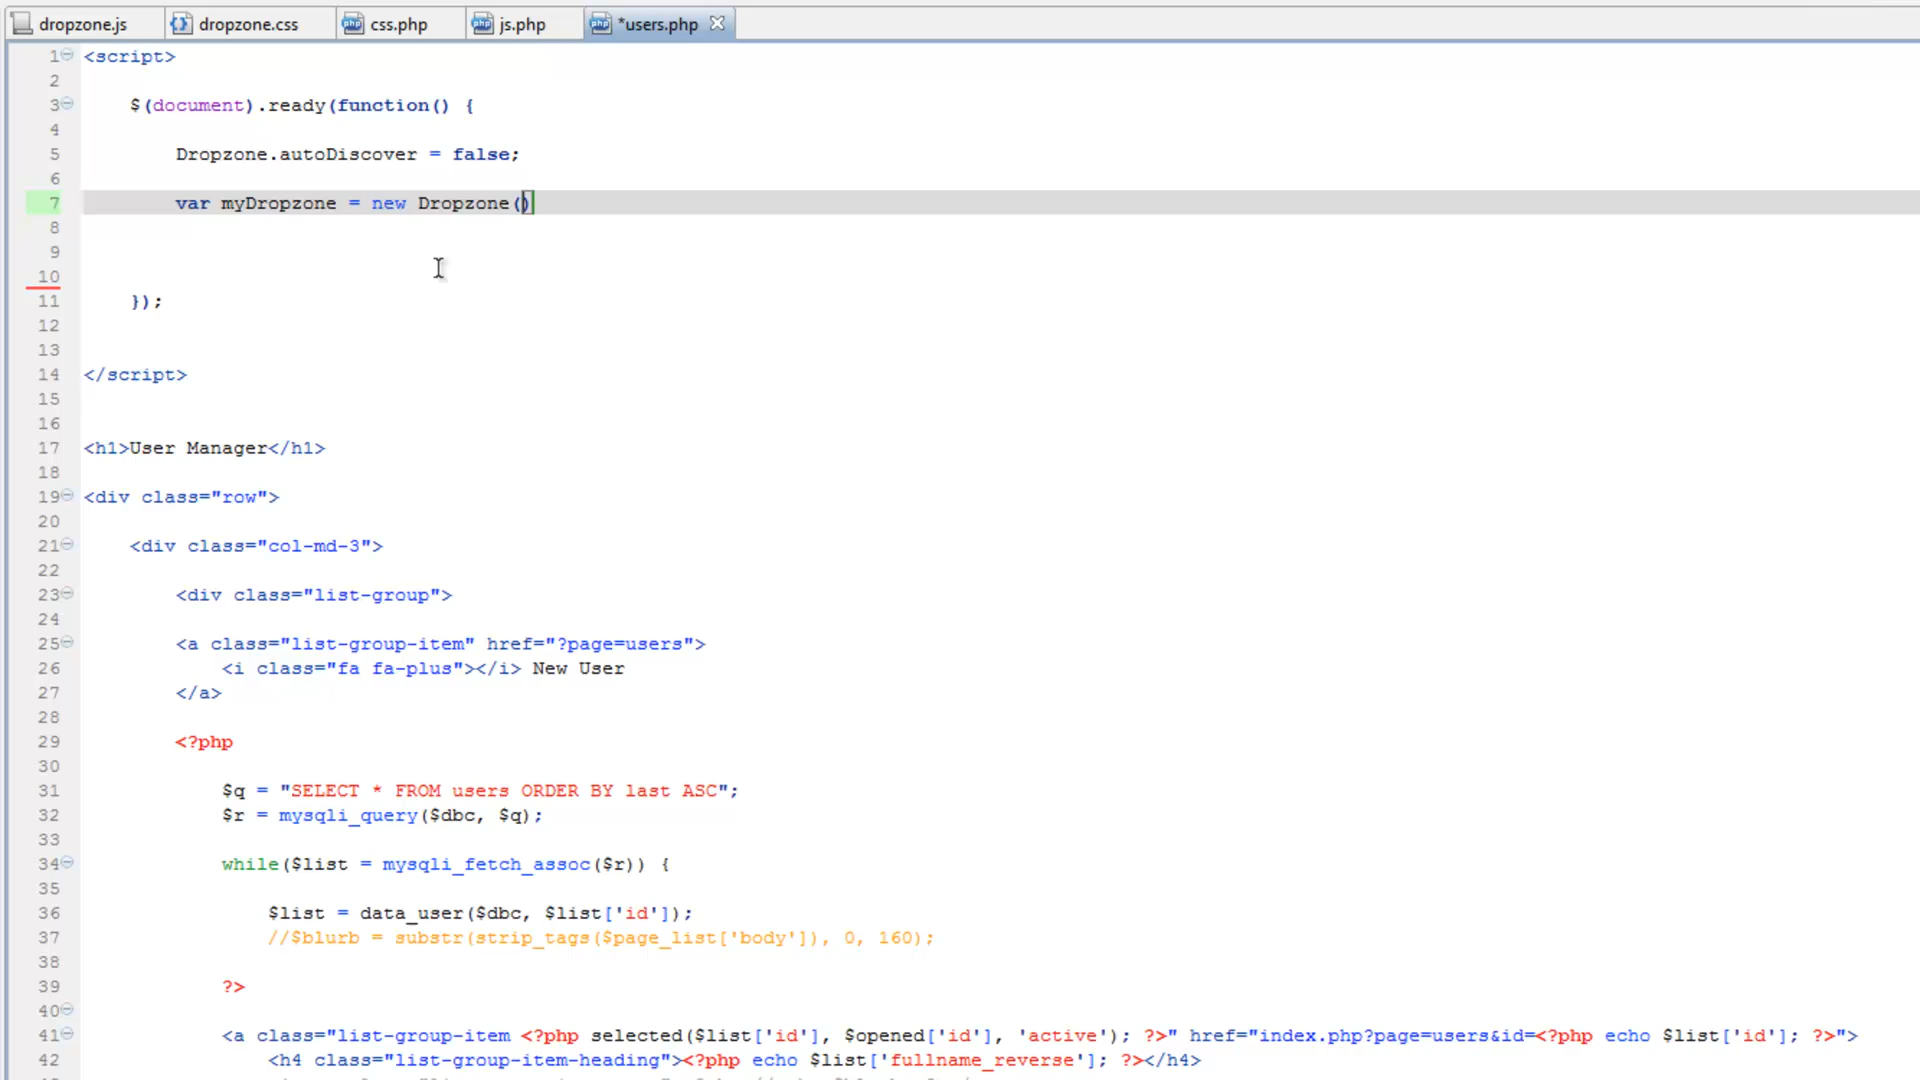 dropzone.js dropzone.css css.php js.php *users.php
1 <script>
2
3 $(document).ready(function() {
4
5 Dropzone.autoDiscover = false;
6
7 var myDropzone = new Dropzone()
8
9
10
11 });
12
13
14 </script>
15
16
17 <h1>User Manager</h1>
18
19 <div class="row">
20
21 <div class="col-md-3">
22
23 <div class="list-group">
24
25 <a class="list-group-item" href="?page=users">
26 <i class="fa fa-plus"></i> New User
27 </a>
28
29 <?php
30
31 $q = "SELECT * FROM users ORDER BY last ASC";
32 $r = mysqli_query($dbc, $q);
33
34 while($list = mysqli_fetch_assoc($r)) {
35
36 $list = data_user($dbc, $list['id']);
37 //$blurb = substr(strip_tags($page_list['body']), 0, 160);
38
39 ?>
40
41 <a class="list-group-item <?php selected($list['id'], $opened['id'], 'active'); ?>" href="index.php?page=users&id=<?php echo $list['id']; ?>">
42 <h4 class="list-group-item-heading"><?php echo $list['fullname_reverse']; ?></h4>